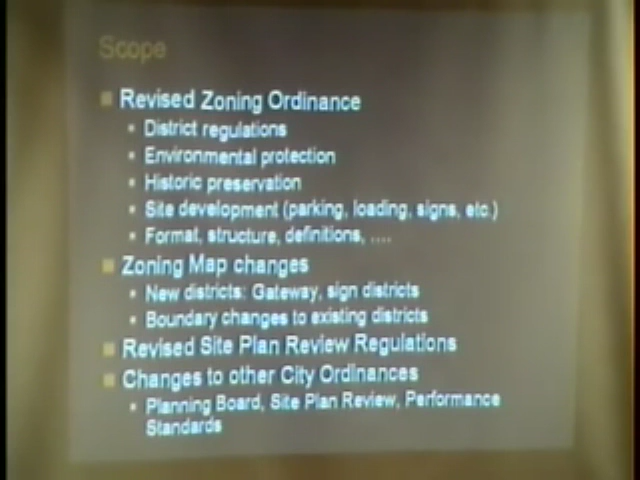 Scope
Revised Zoning Ordinance
District regulations
Environmental protection
Historic preservation
Site development (parking, loading, signs, etc.)
Format, structure, definitions, ....
Zoning Map changes
New districts: Gateway, sign districts
Boundary changes to existing districts
Revised Site Plan Review Regulations
Changes to other City Ordinances
Planning Board, Site Plan Review, Performance
Standards